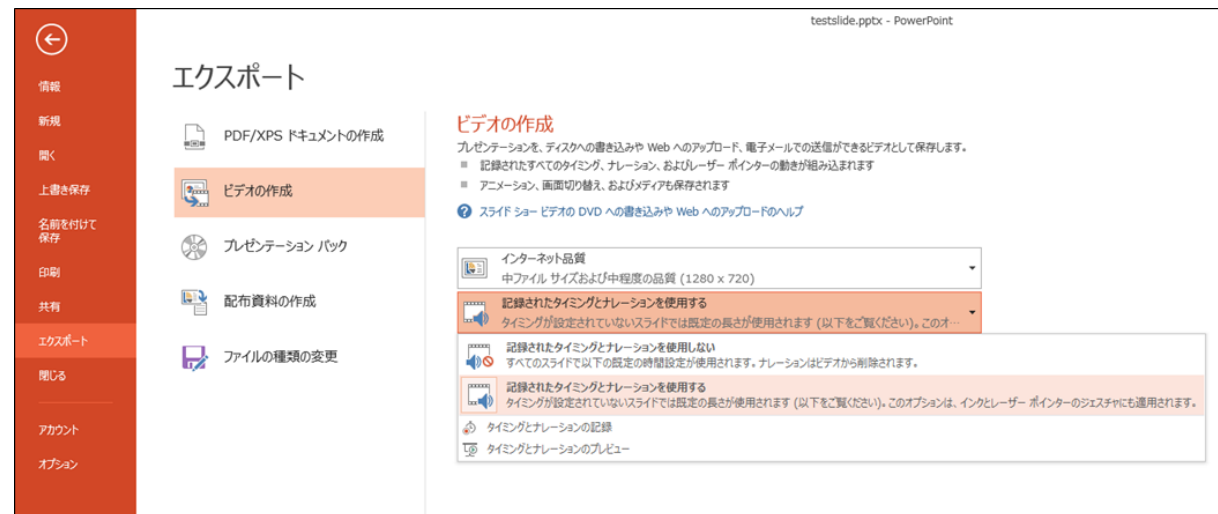 testslide.pptx - PowerPoint
情報
新規
開く
上書き保存
名前を付けて
保存
印刷
共有
エクスポート
閉じる
アカウント
オプション
エクスポート
PDF/XPS ドキュメントの作成
ビデオの作成
プレゼンテーション パック
配布資料の作成
ファイルの種類の変更
ビデオの作成
プレゼンテーションを、ディスクへの書き込みや Web へのアップロード、電子メールでの送信ができるビデオとして保存します。
記録されたすべてのタイミング、ナレーション、およびレーザー ポインターの動きが組み込まれます
アニメーション、画面切り替え、およびメディアも保存されます
スライド ショー ビデオの DVD への書き込みや Web へのアップロードのヘルプ
インターネット品質
中ファイル サイズおよび中程度の品質 (1280 x 720)
記録されたタイミングとナレーションを使用する
タイミングが設定されていないスライドでは既定の長さが使用されます (以下をご覧ください)。このオ…
記録されたタイミングとナレーションを使用しない
すべてのスライドで以下の既定の時間設定が使用されます。ナレーションはビデオから削除されます。
記録されたタイミングとナレーションを使用する
タイミングが設定されていないスライドでは既定の長さが使用されます (以下をご覧ください)。このオプションは、インクとレーザー ポインターのジェスチャにも適用されます。
タイミングとナレーションの記録
タイミングとナレーションのプレビュー